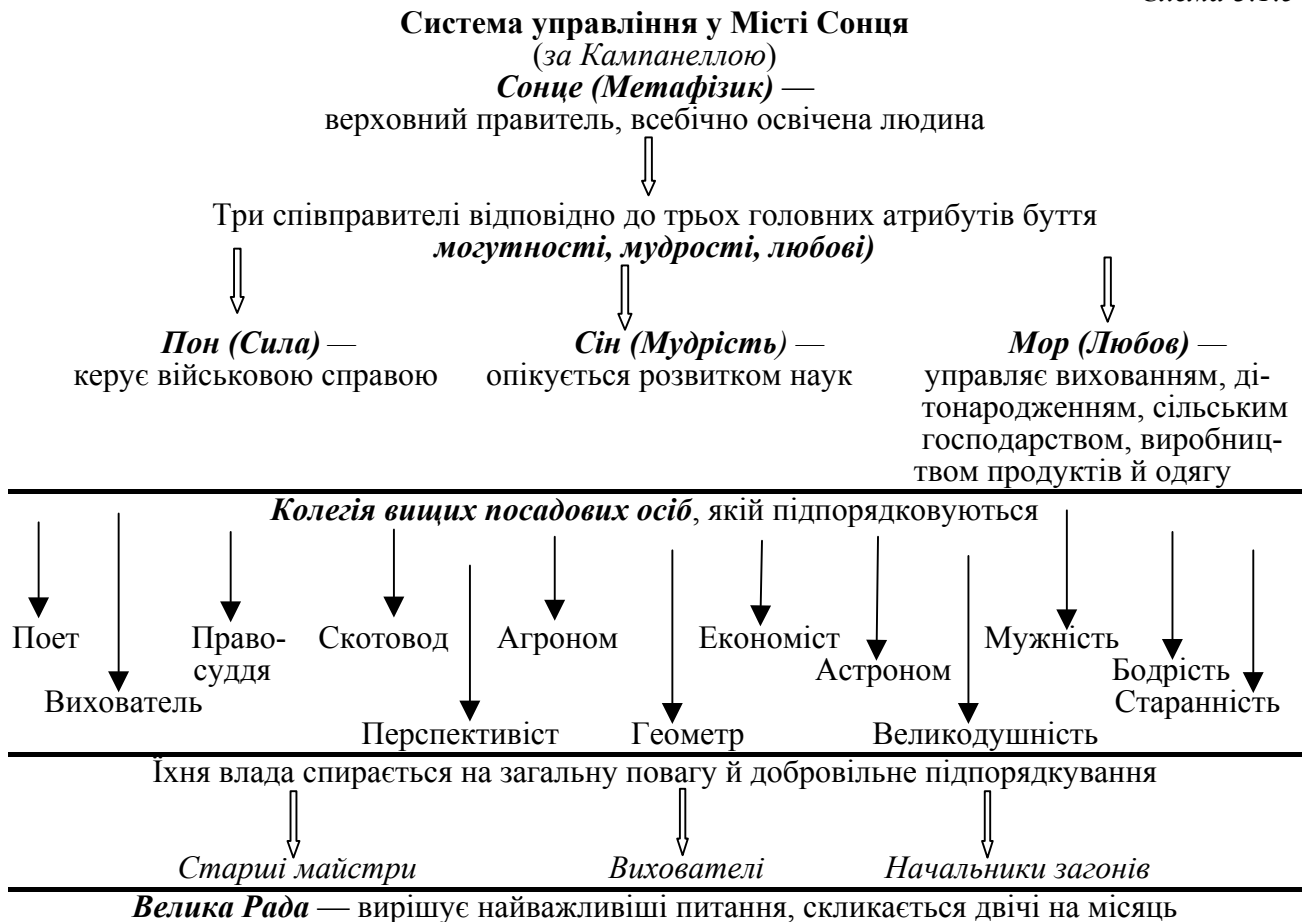 Система управління у Місті Сонця
(за Кампанеллою)
Сонце (Метафізик) —
верховний правитель, всебічно освічена людина
Три співправителі відповідно до трьох головних атрибутів буття
могутності, мудрості, любові)
Пон (Сила) —
керує військовою справою
Сін (Мудрість) —
опікується розвитком наук
Мор (Любов) —
управляє вихованням, ді-
тонародженням, сільським
господарством, виробниц-
твом продуктів й одягу
Колегія вищих посадових осіб, якій підпорядковуються
Поет
Вихователь
Право-
суддя
Скотовод
Перспективіст
Агроном
Геометр
Економіст
Астроном
Великодушність
Мужність
Бодрість
Старанність
Їхня влада спирається на загальну повагу й добровільне підпорядкування
Старші майстри
Вихователі
Начальники загонів
Велика Рада — вирішує найважливіші питання, скликається двічі на місяць